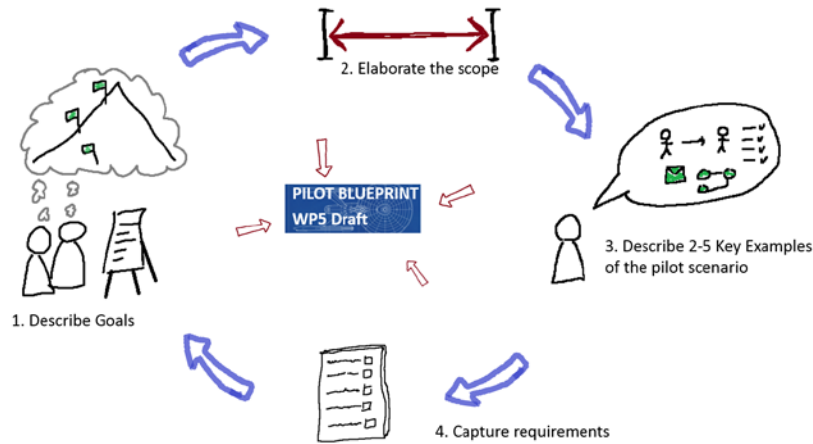 2. Elaborate the scope
PILOT BLUEPRINT
WP5 Draft
3. Describe 2-5 Key Examples
of the pilot scenario
1. Describe Goals
4. Capture requirements